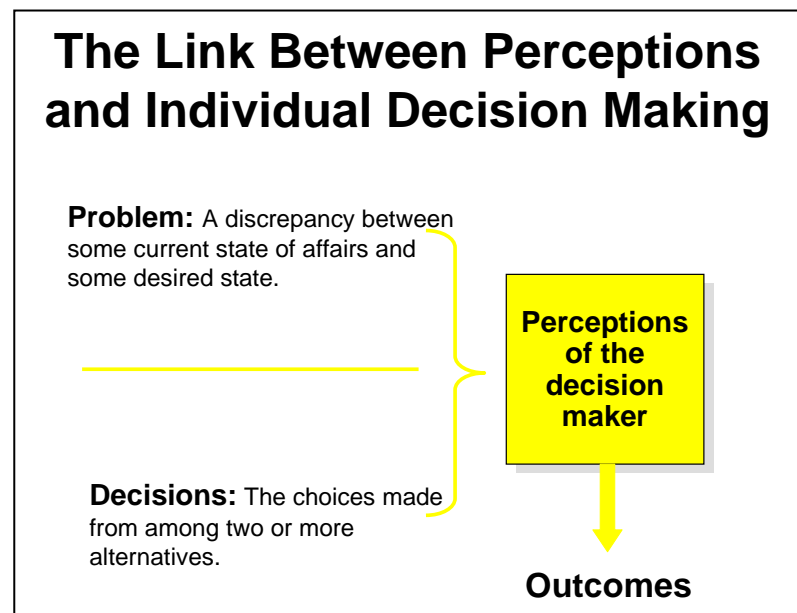 The Link Between Perceptions
and Individual Decision Making
Problem: A discrepancy between
some current state of affairs and
some desired state.
Perceptions
of the
decision
maker
Decisions: The choices made
from among two or more
alternatives.
Outcomes